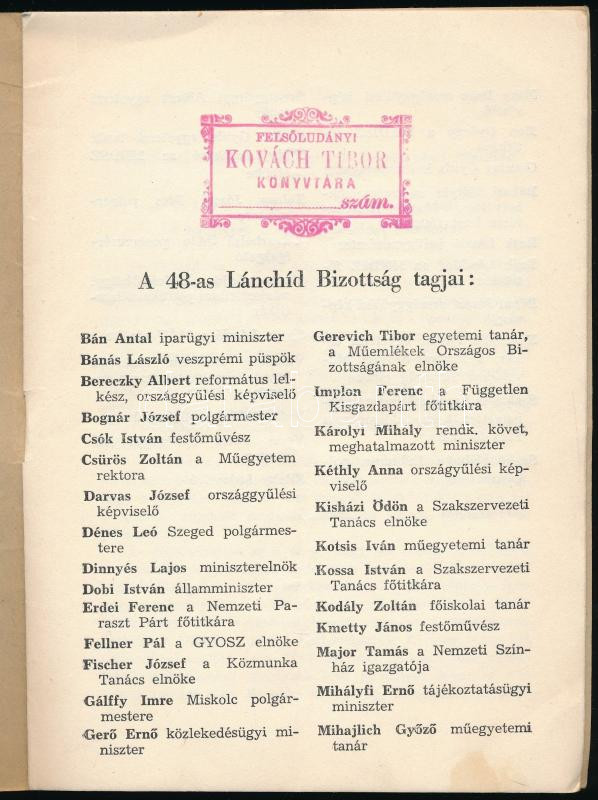 FELSŐLUDÁNYI
KOVÁCH TIBOR
KÖNYVTÁRA
szám.
A 48-as Lánchíd Bizottság tagjai:
Bán Antal iparügyi miniszter
Bánás László veszprémi püspök
Bereczky Albert református lel-
kész, országgyűlési képviselő
Bognár József polgármester
Csók István festőművész
Csürös Zoltán a Műegyetem
rektora
Darvas József országgyűlési
képviselő
Dénes Leó Szeged polgármes-
tere
Dinnyés Lajos miniszterelnök
Dobi István államminiszter
Erdei Ferenc a Nemzeti Pa-
raszt Párt főtitkára
Fellner Pál a GYOSZ elnöke
Fischer József a Közmunka
Tanács elnöke
Gálffy Imre Miskolc polgár-
mestere
Gerő Ernő közlekedésügyi mi-
niszter
Gerevich Tibor egyetemi tanár,
a Műemlékek Országos Bi-
zottságának elnöke
Implon Ferenc a Független
Kisgazdapárt főtitkára
Károlyi Mihaly rendk. követ,
meghatalmazott miniszter
Kéthly Anna országgyűlési kép-
viselő
Kisházi Ödön a Szakszervezeti
Tanács elnöke
Kotsis Iván műegyetemi tanár
Kossa István a Szakszervezeti
Tanács főtitkára
Kodály Zoltán főiskolai tanár
Kmetty János festőművész
Major Tamás a Nemzeti Szín-
ház igazgatója
Mihályfi Ernő tájékoztatásügyi
miniszter
Mihajlich Győző műegyetemi
tanár